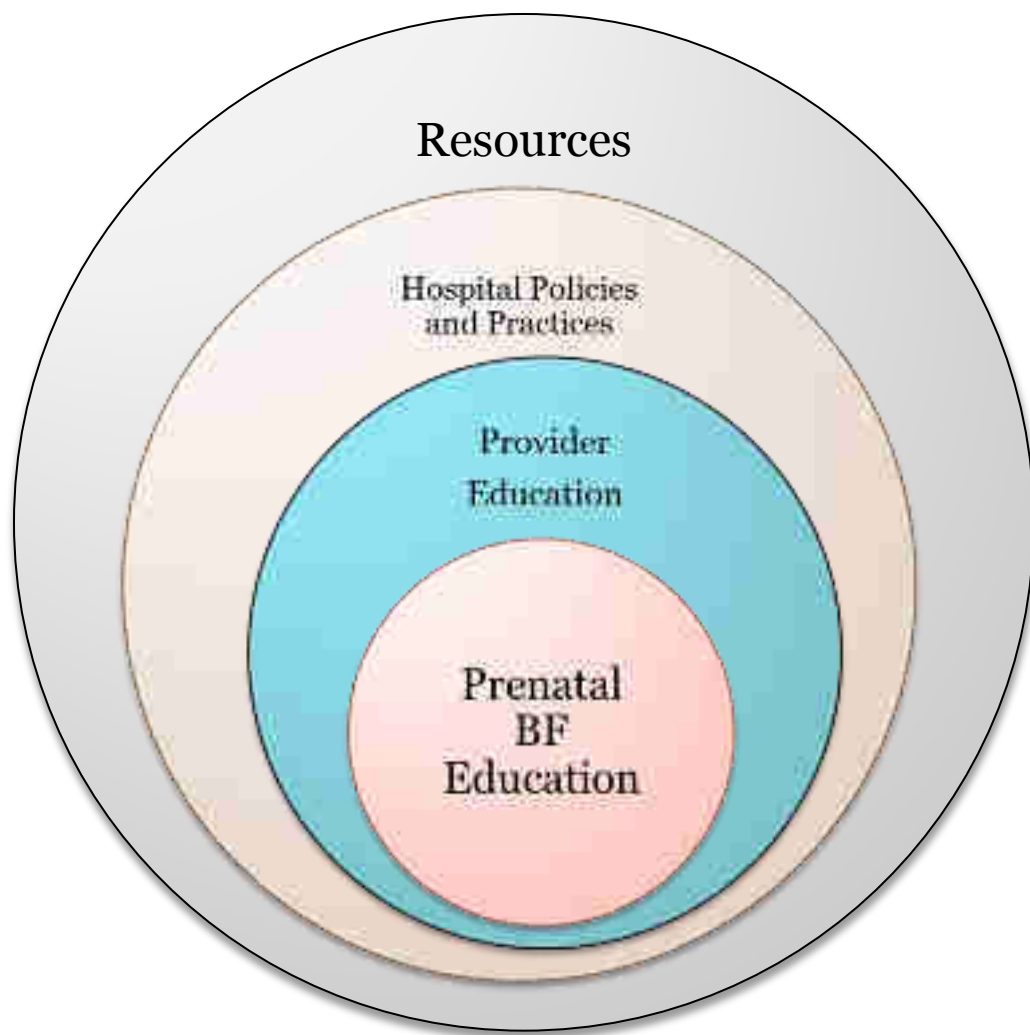 Resources
Hospital Policies
and Practices
Provider
Education
Prenatal
BF
Education